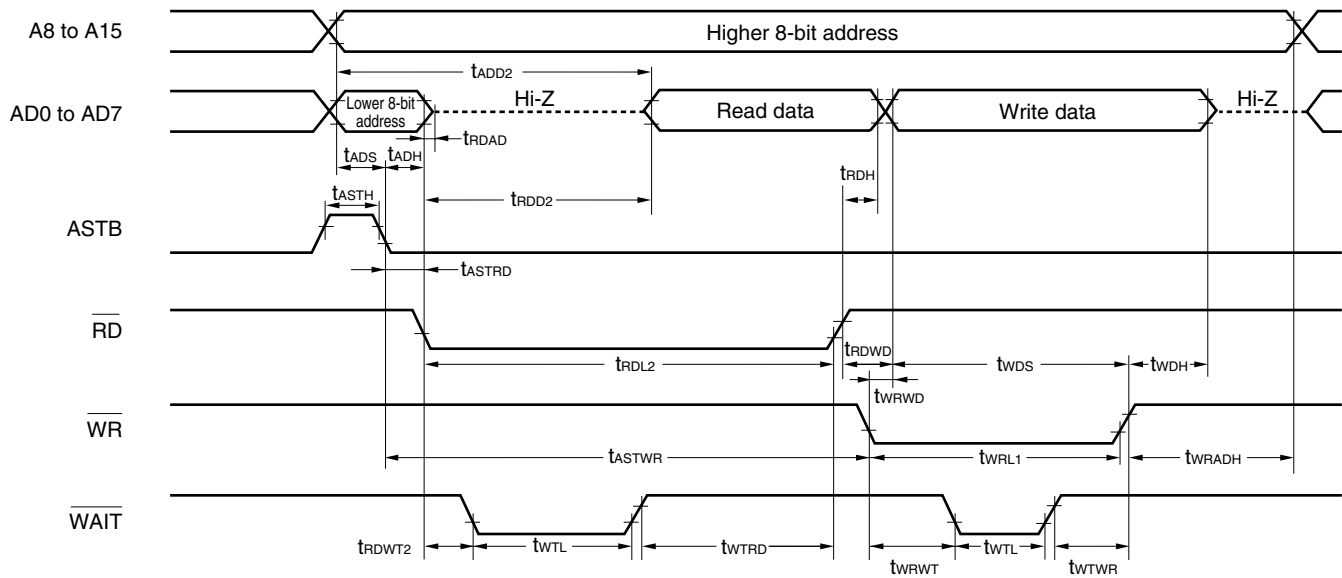 A8 to A15
Higher 8-bit address
tADD2
AD0 to AD7
Lower 8-bit
address
Hi-Z
Read data
Write data
Hi-Z
tRDAD
tADS
tADH
tRDH
tASTH
tRDD2
ASTB
tASTRD
RD
tRDL2
tRDWD
tWDS
tWDH
tWRWD
WR
tASTWR
tWRL1
tWRADH
WAIT
tRDWT2
tWTL
tWTRD
tWRWT
tWTL
tWTWR